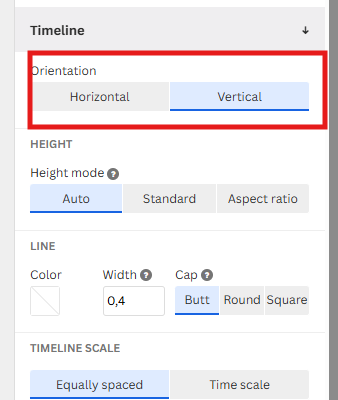 Timeline ↓
Orientation
Horizontal Vertical
HEIGHT
Height mode ?
Auto Standard Aspect ratio
LINE
Color Width ? Cap ?
0,4 Butt Round Square
TIMELINE SCALE
Equally spaced Time scale